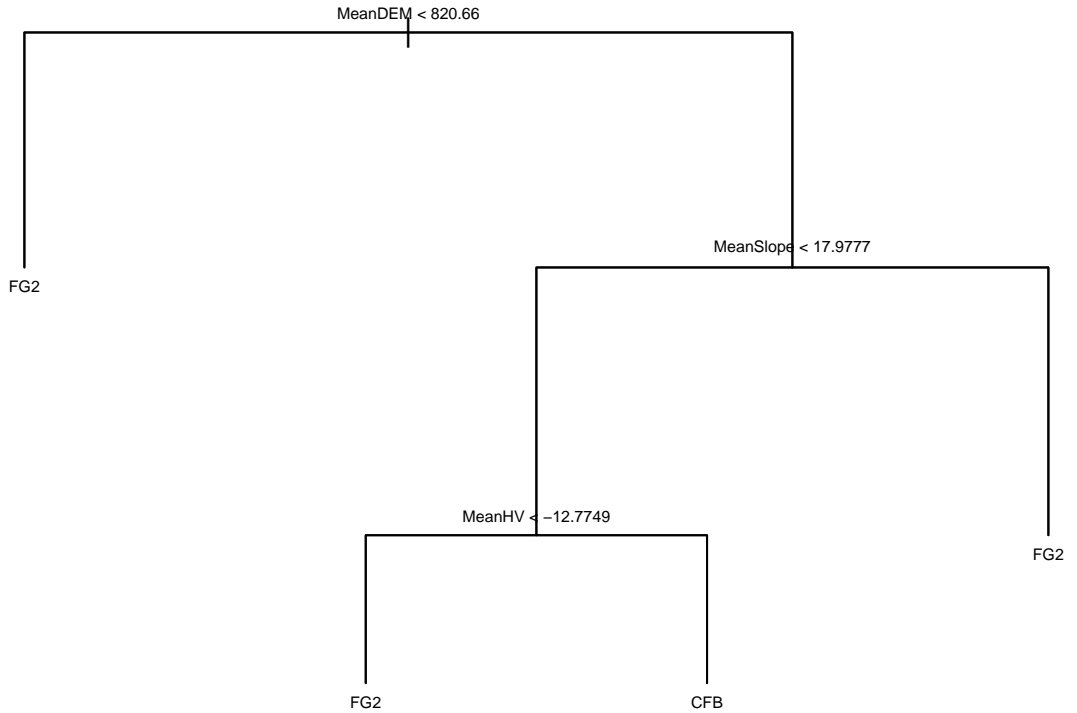 MeanDEM < 820.66
MeanSlope < 17.9777
FG2
MeanHV < −12.7749
FG2
FG2
CFB